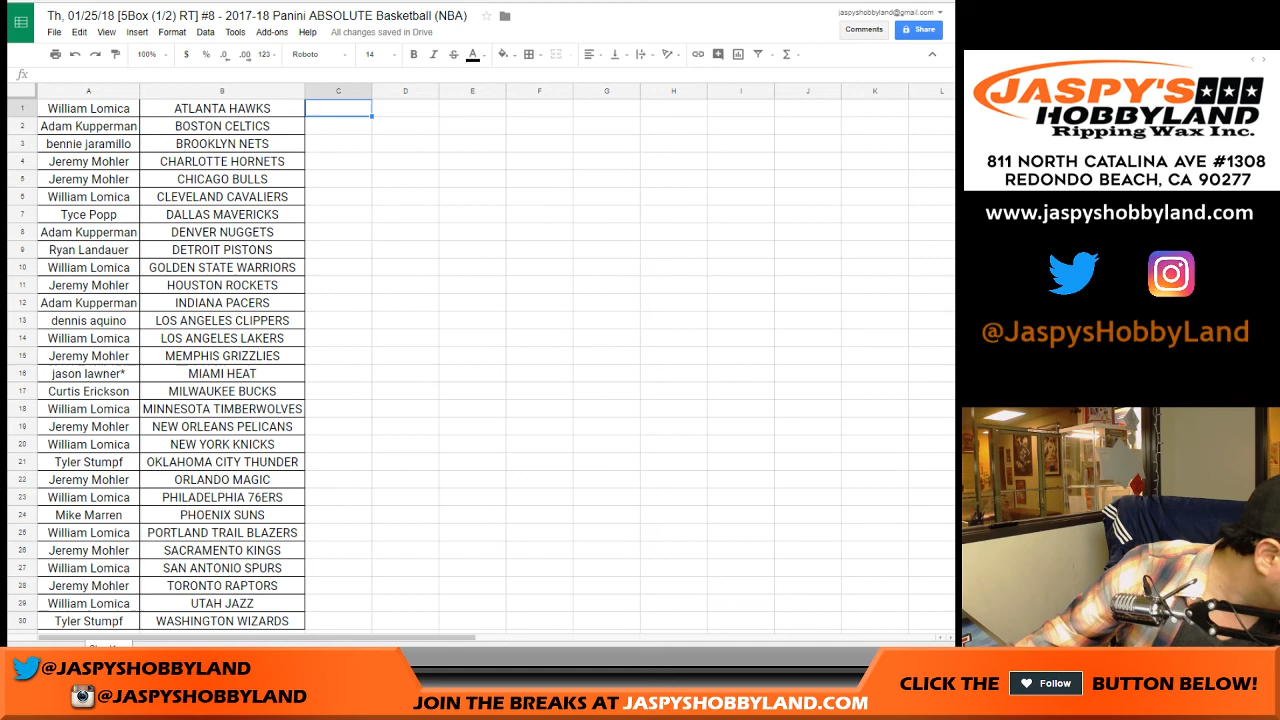 Th, 01/25/18 [5Box (1/2) RT] #8 - 2017-18 Panini ABSOLUTE Basketball (NBA)
jaspyshobbyland@gmail.com
File Edit View Insert Format Data Tools Add-ons Help All changes saved in Drive
Comments
Share
100% $ % .0 .00 123 Roboto 14 B I S A
fx
A B C D E F G H I J K L
1 William Lomica ATLANTA HAWKS
2 Adam Kupperman BOSTON CELTICS
3 bennie jaramillo BROOKLYN NETS
4 Jeremy Mohler CHARLOTTE HORNETS
5 Jeremy Mohler CHICAGO BULLS
6 William Lomica CLEVELAND CAVALIERS
7 Tyce Popp DALLAS MAVERICKS
8 Adam Kupperman DENVER NUGGETS
9 Ryan Landauer DETROIT PISTONS
10 William Lomica GOLDEN STATE WARRIORS
11 Jeremy Mohler HOUSTON ROCKETS
12 Adam Kupperman INDIANA PACERS
13 dennis aquino LOS ANGELES CLIPPERS
14 William Lomica LOS ANGELES LAKERS
15 Jeremy Mohler MEMPHIS GRIZZLIES
16 jason lawner* MIAMI HEAT
17 Curtis Erickson MILWAUKEE BUCKS
18 William Lomica MINNESOTA TIMBERWOLVES
19 Jeremy Mohler NEW ORLEANS PELICANS
20 William Lomica NEW YORK KNICKS
21 Tyler Stumpf OKLAHOMA CITY THUNDER
22 Jeremy Mohler ORLANDO MAGIC
23 William Lomica PHILADELPHIA 76ERS
24 Mike Marren PHOENIX SUNS
25 William Lomica PORTLAND TRAIL BLAZERS
26 Jeremy Mohler SACRAMENTO KINGS
27 William Lomica SAN ANTONIO SPURS
28 Jeremy Mohler TORONTO RAPTORS
29 William Lomica UTAH JAZZ
30 Tyler Stumpf WASHINGTON WIZARDS
JASPY'S
HOBBYLAND
Ripping Wax Inc.
811 NORTH CATALINA AVE #1308
REDONDO BEACH, CA 90277
www.jaspyshobbyland.com
@JaspysHobbyLand
@JASPYSHOBBYLAND
@JASPYSHOBBYLAND
JOIN THE BREAKS AT JASPYSHOBBYLAND.COM
CLICK THE Follow BUTTON BELOW!